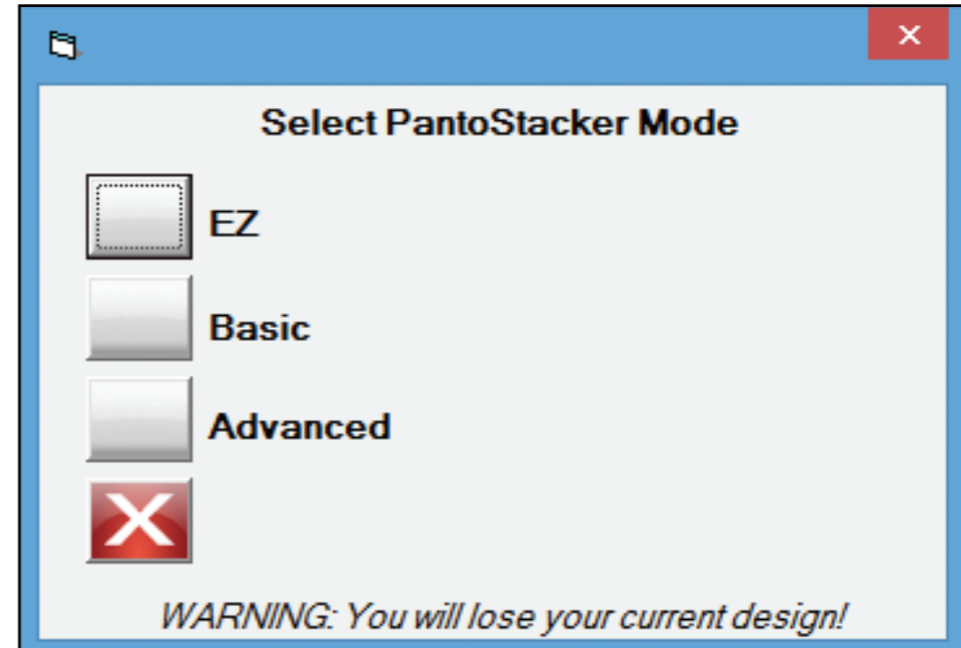 Select PantoStacker Mode
EZ
Basic
Advanced
WARNING: You will lose your current design!